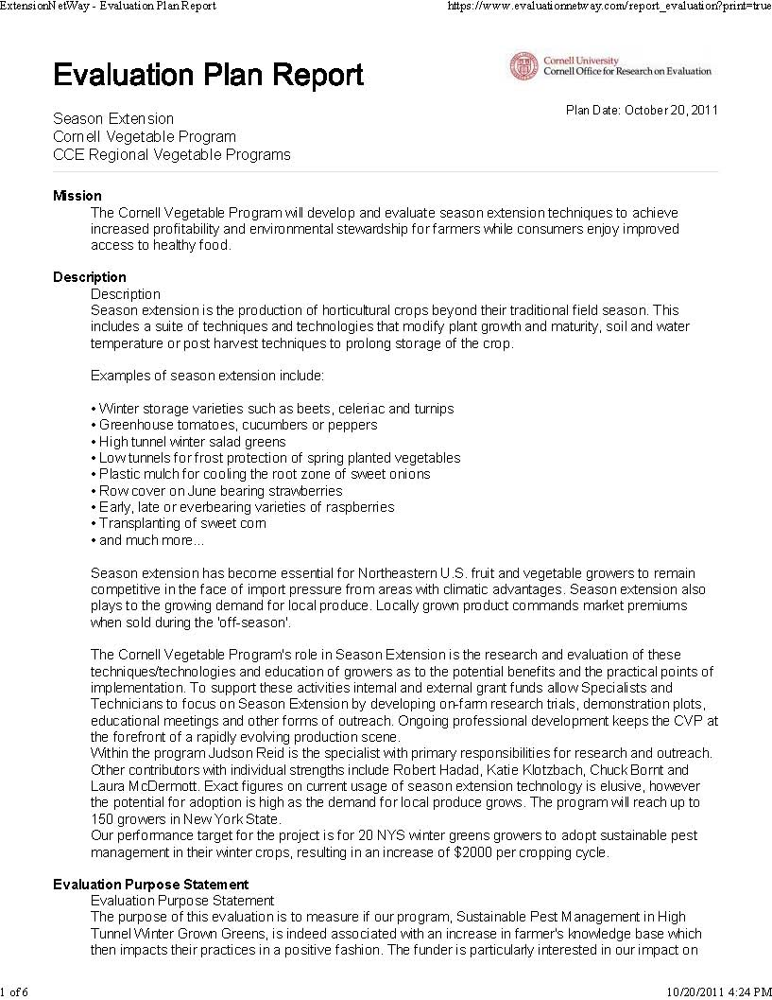 ExtensionNetWay - Evaluation Plan Report
https://www.evaluationnetway.com/report_evaluation?print=true
Evaluation Plan Report
Cornell University
Cornell Office for Research on Evaluation
Plan Date: October 20, 2011
Season Extension
Cornell Vegetable Program
CCE Regional Vegetable Programs
Mission
The Cornell Vegetable Program will develop and evaluate season extension techniques to achieve
increased profitability and environmental stewardship for farmers while consumers enjoy improved
access to healthy food.
Description
Description
Season extension is the production of horticultural crops beyond their traditional field season. This
includes a suite of techniques and technologies that modify plant growth and maturity, soil and water
temperature or post harvest techniques to prolong storage of the crop.
Examples of season extension include:
• Winter storage varieties such as beets, celeriac and turnips
• Greenhouse tomatoes, cucumbers or peppers
• High tunnel winter salad greens
• Low tunnels for frost protection of spring planted vegetables
• Plastic mulch for cooling the root zone of sweet onions
• Row cover on June bearing strawberries
• Early, late or everbearing varieties of raspberries
• Transplanting of sweet corn
• and much more...
Season extension has become essential for Northeastern U.S. fruit and vegetable growers to remain
competitive in the face of import pressure from areas with climatic advantages. Season extension also
plays to the growing demand for local produce. Locally grown product commands market premiums
when sold during the 'off-season'.
The Cornell Vegetable Program's role in Season Extension is the research and evaluation of these
techniques/technologies and education of growers as to the potential benefits and the practical points of
implementation. To support these activities internal and external grant funds allow Specialists and
Technicians to focus on Season Extension by developing on-farm research trials, demonstration plots,
educational meetings and other forms of outreach. Ongoing professional development keeps the CVP at
the forefront of a rapidly evolving production scene.
Within the program Judson Reid is the specialist with primary responsibilities for research and outreach.
Other contributors with individual strengths include Robert Hadad, Katie Klotzbach, Chuck Bornt and
Laura McDermott. Exact figures on current usage of season extension technology is elusive, however
the potential for adoption is high as the demand for local produce grows. The program will reach up to
150 growers in New York State.
Our performance target for the project is for 20 NYS winter greens growers to adopt sustainable pest
management in their winter crops, resulting in an increase of $2000 per cropping cycle.
Evaluation Purpose Statement
Evaluation Purpose Statement
The purpose of this evaluation is to measure if our program, Sustainable Pest Management in High
Tunnel Winter Grown Greens, is indeed associated with an increase in farmer's knowledge base which
then impacts their practices in a positive fashion. The funder is particularly interested in our impact on
1 of 6
10/20/2011 4:24 PM